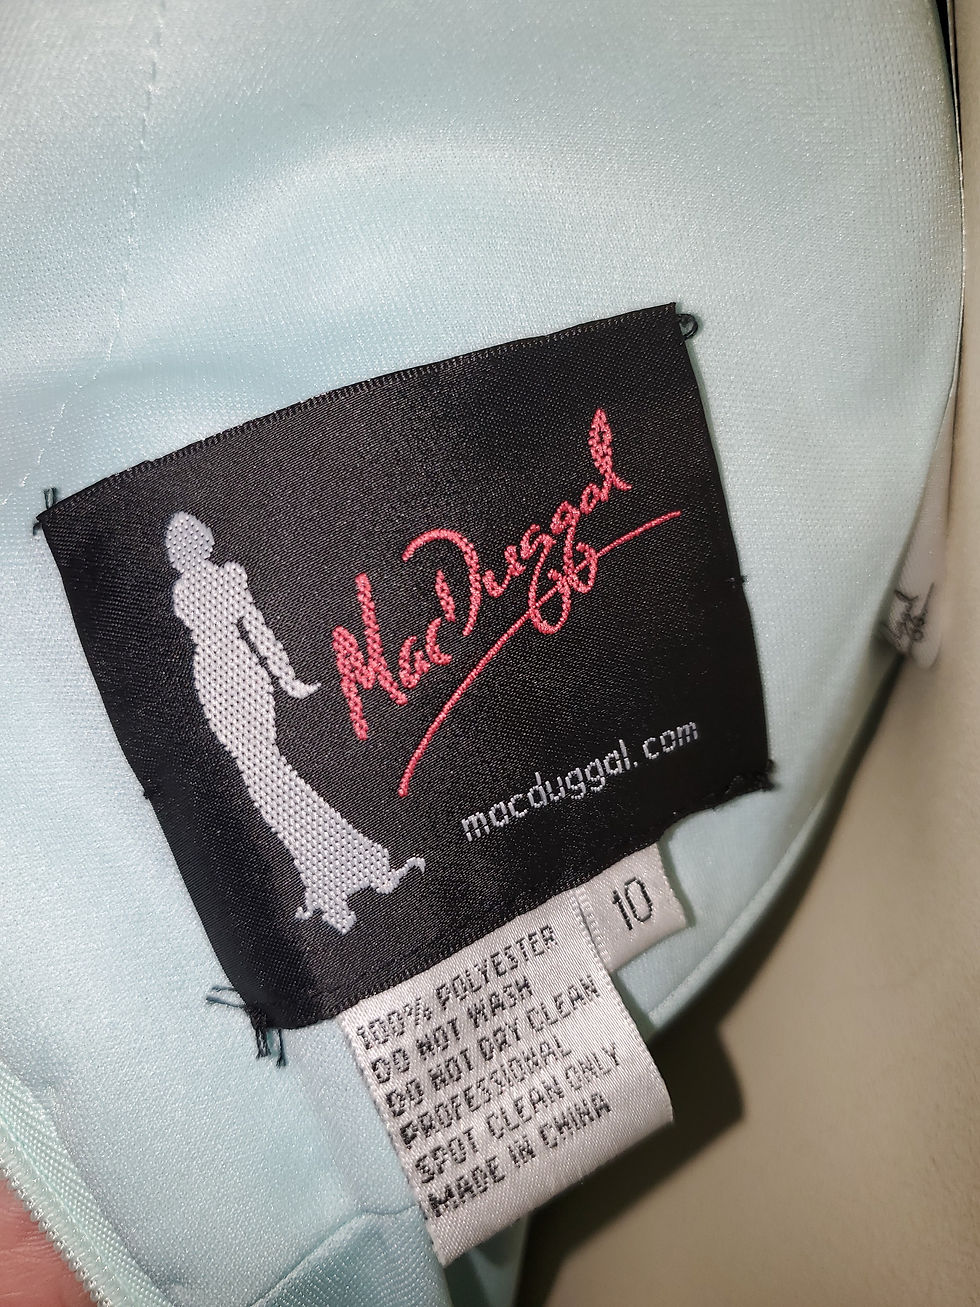 MacDuggal
macduggal.com
10
100% POLYESTER
DO NOT WASH
DO NOT DRY CLEAN
PROFESSIONAL
SPOT CLEAN ONLY
MADE IN CHINA